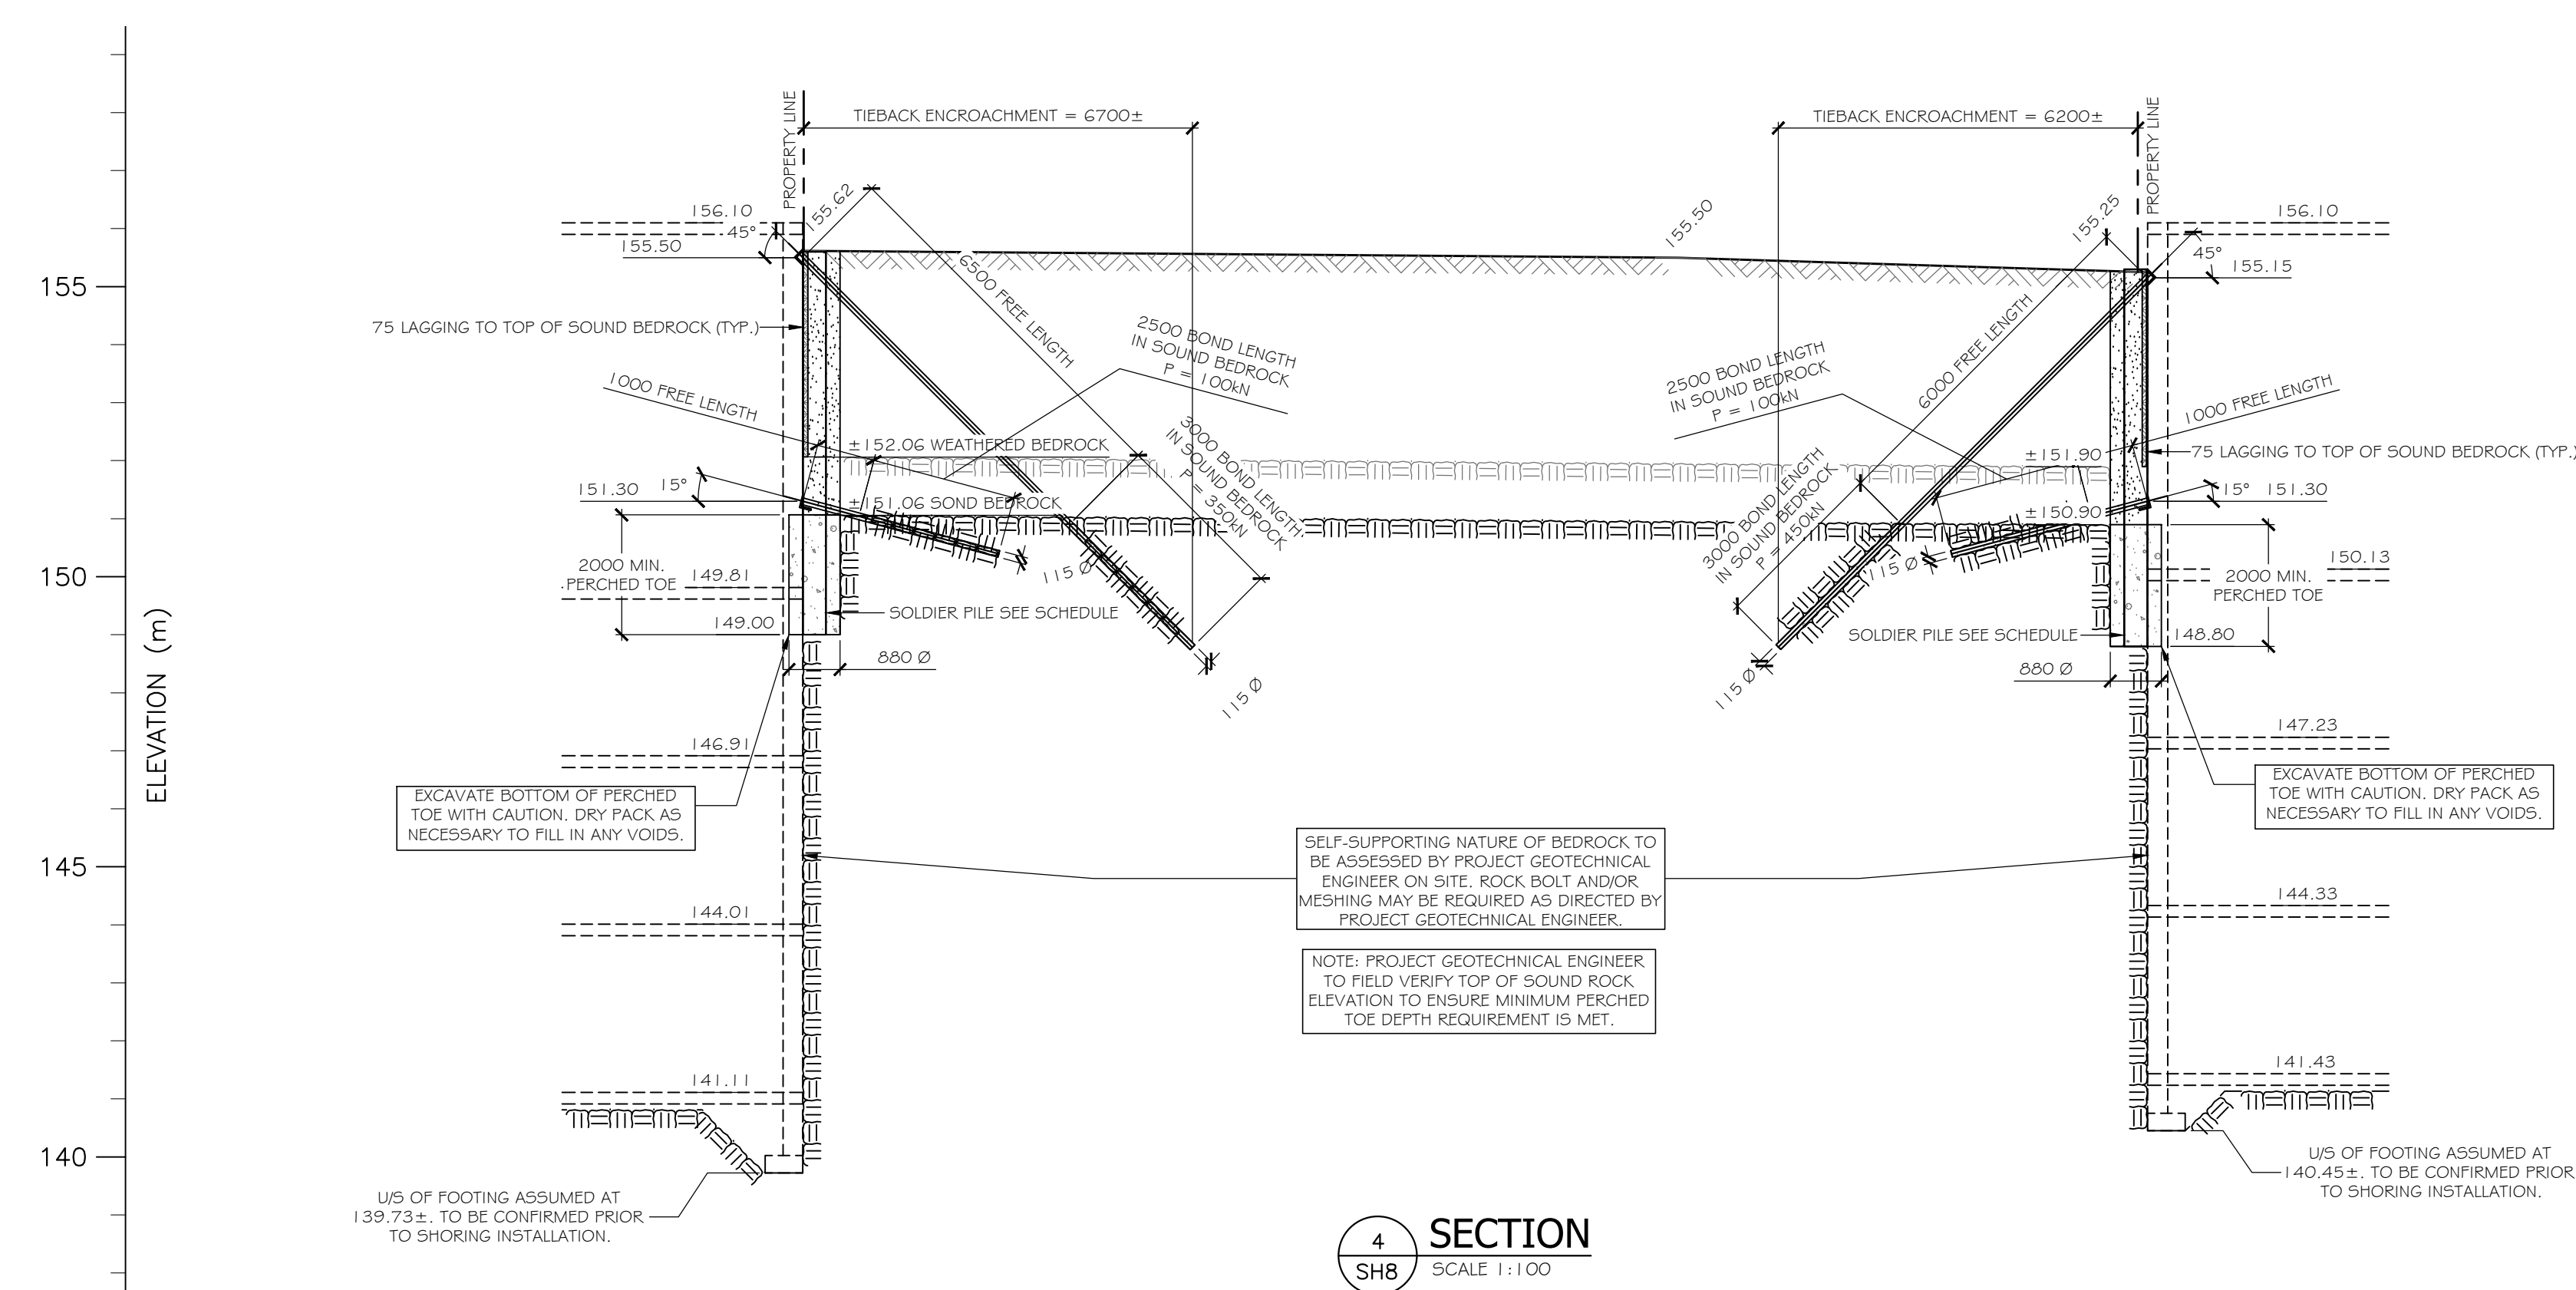 PROPERTY LINE
TIEBACK ENCROACHMENT = 6700±
TIEBACK ENCROACHMENT = 6200±
PROPERTY LINE
156.10
45°
155.50
155.62
155.50
155.25
156.10
45°
155.15
155
6500 FREE LENGTH
6000 FREE LENGTH
75 LAGGING TO TOP OF SOUND BEDROCK (TYP.)
2500 BOND LENGTH
IN SOUND BEDROCK
P = 100kN
2500 BOND LENGTH
IN SOUND BEDROCK
P = 100kN
1000 FREE LENGTH
1000 FREE LENGTH
±152.06 WEATHERED BEDROCK
3000 BOND LENGTH
IN SOUND BEDROCK
P = 350kN
3000 BOND LENGTH
IN SOUND BEDROCK
P = 450kN
±151.90
75 LAGGING TO TOP OF SOUND BEDROCK (TYP.)
151.30
15°
±151.06 SOND BEDROCK
±150.90
15°
151.30
150
2000 MIN.
PERCHED TOE
149.81
115 Ø
115 Ø
150.13
2000 MIN.
PERCHED TOE
149.00
SOLDIER PILE SEE SCHEDULE
SOLDIER PILE SEE SCHEDULE
148.80
880 Ø
115 Ø
115 Ø
880 Ø
ELEVATION (m)
146.91
147.23
EXCAVATE BOTTOM OF PERCHED
TOE WITH CAUTION. DRY PACK AS
NECESSARY TO FILL IN ANY VOIDS.
EXCAVATE BOTTOM OF PERCHED
TOE WITH CAUTION. DRY PACK AS
NECESSARY TO FILL IN ANY VOIDS.
SELF-SUPPORTING NATURE OF BEDROCK TO
BE ASSESSED BY PROJECT GEOTECHNICAL
ENGINEER ON SITE. ROCK BOLT AND/OR
MESHING MAY BE REQUIRED AS DIRECTED BY
PROJECT GEOTECHNICAL ENGINEER.
145
144.01
144.33
NOTE: PROJECT GEOTECHNICAL ENGINEER
TO FIELD VERIFY TOP OF SOUND ROCK
ELEVATION TO ENSURE MINIMUM PERCHED
TOE DEPTH REQUIREMENT IS MET.
141.11
141.43
140
U/S OF FOOTING ASSUMED AT
139.73±. TO BE CONFIRMED PRIOR
TO SHORING INSTALLATION.
U/S OF FOOTING ASSUMED AT
140.45±. TO BE CONFIRMED PRIOR
TO SHORING INSTALLATION.
4
SH8
SECTION
SCALE 1:100